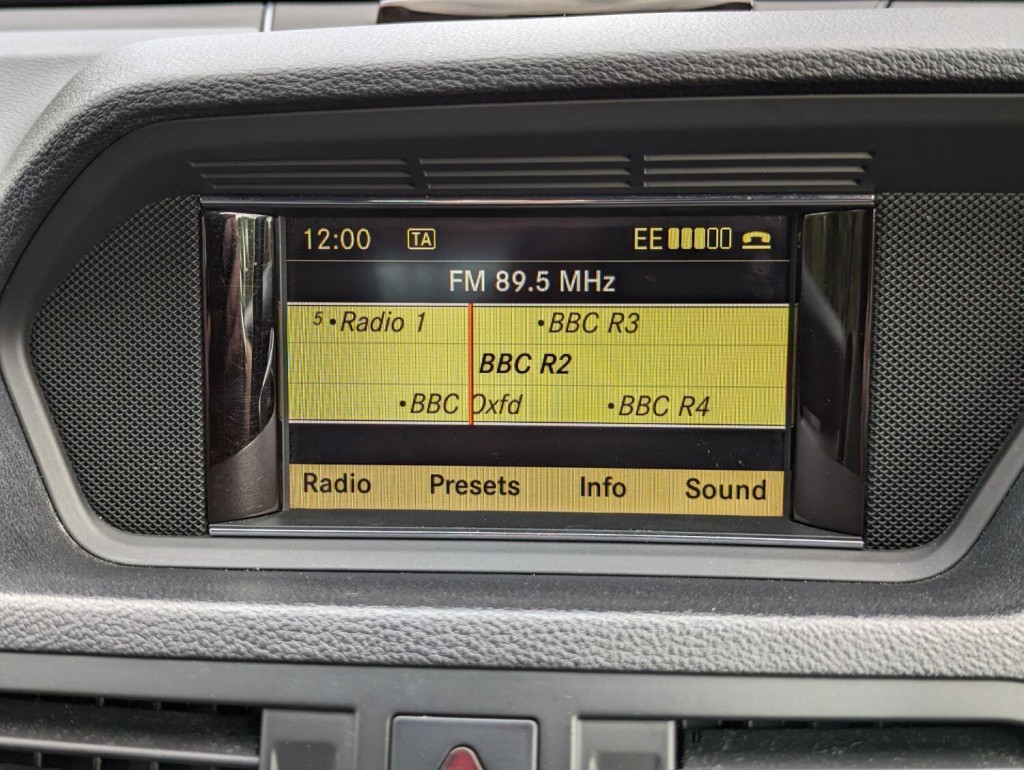 12:00 TA EE
FM 89.5 MHz
5 •Radio 1 •BBC R3
BBC R2
•BBC Oxfd •BBC R4
Radio Presets Info Sound